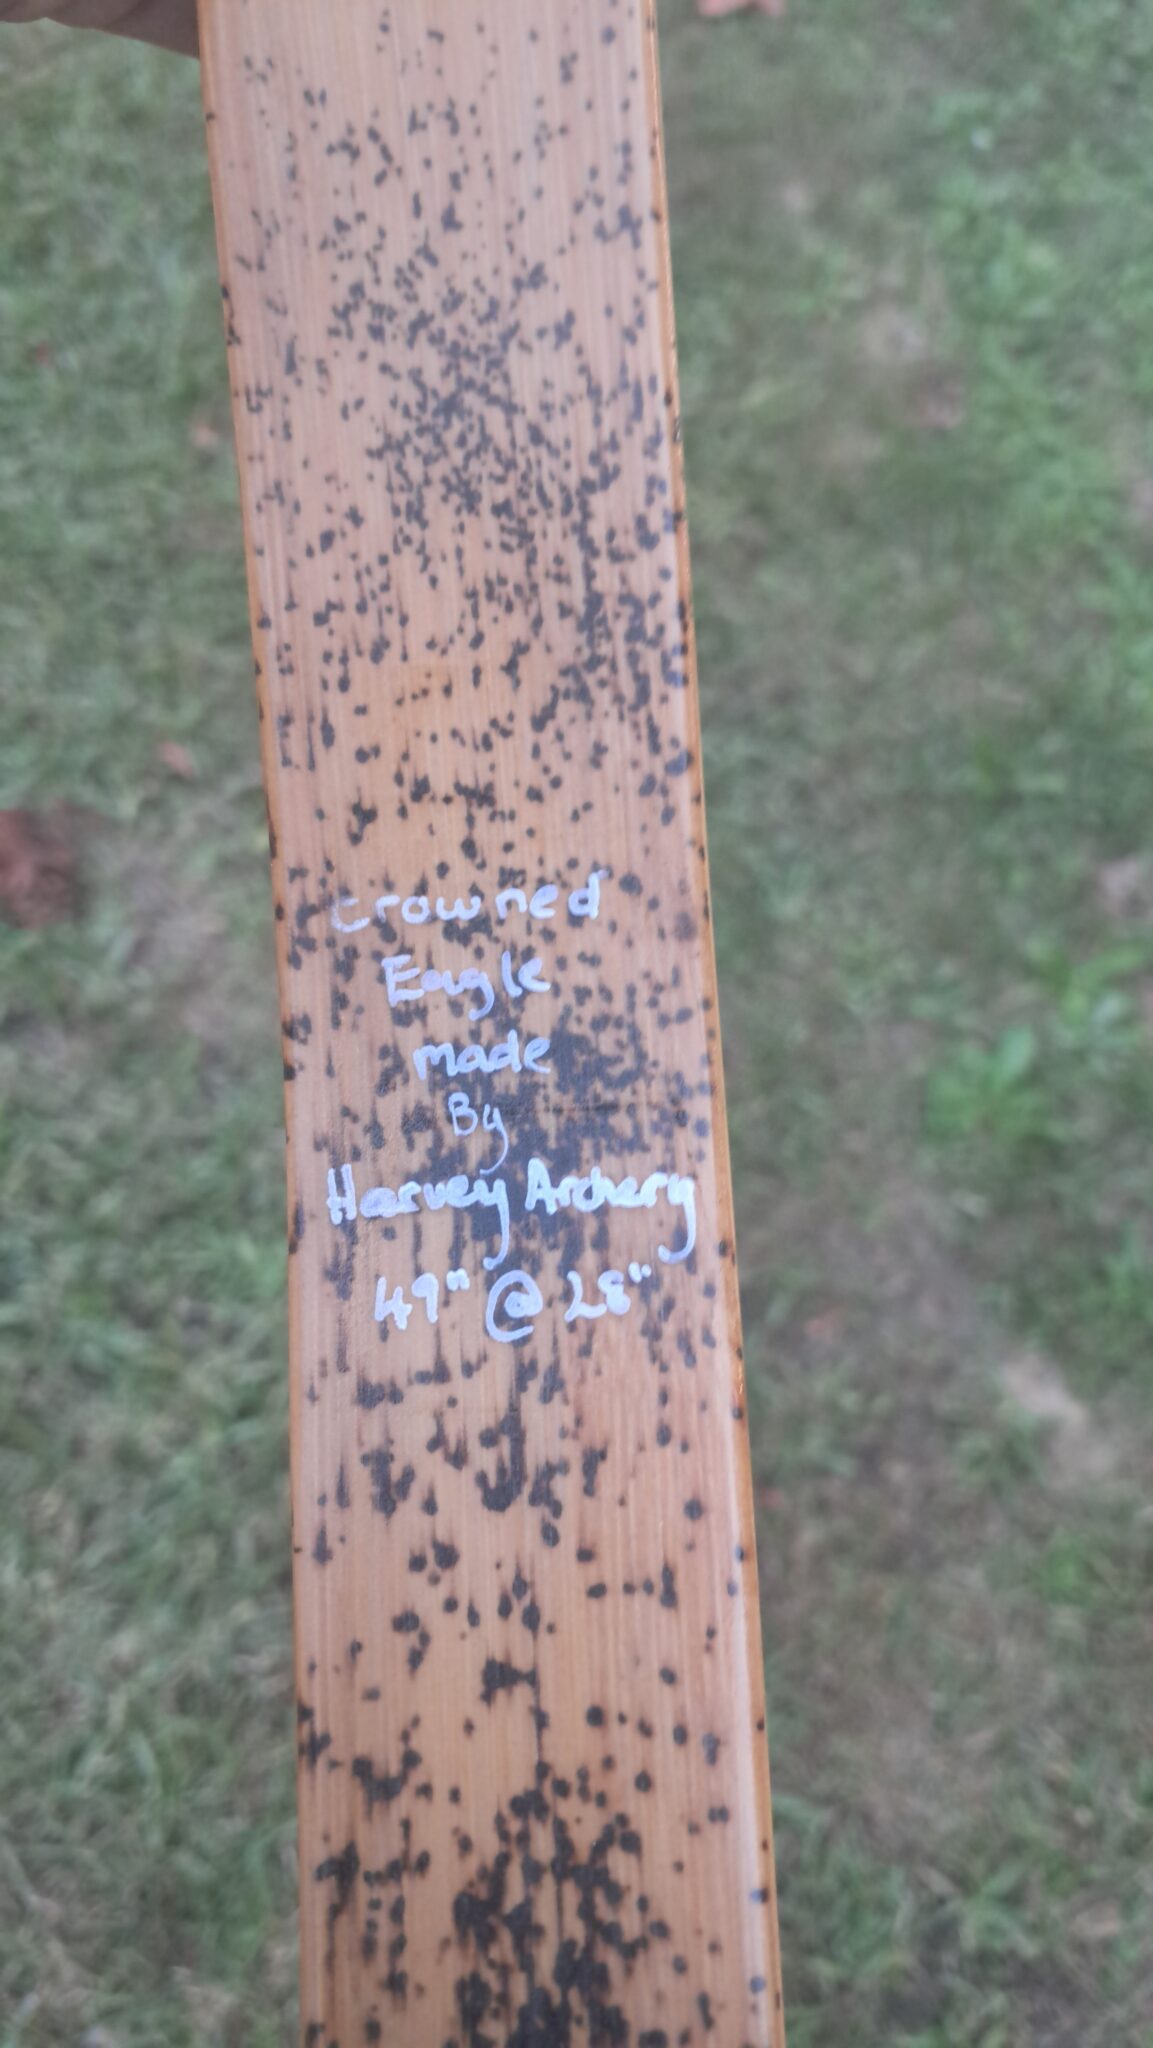 crowned
Eagle
made
By
Harvey Archery
49" @ 28"